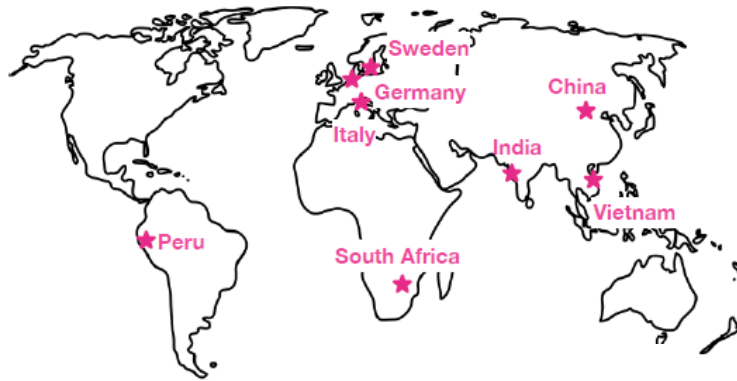 Sweden
China
Germany
Italy
India
Vietnam
Peru
South Africa